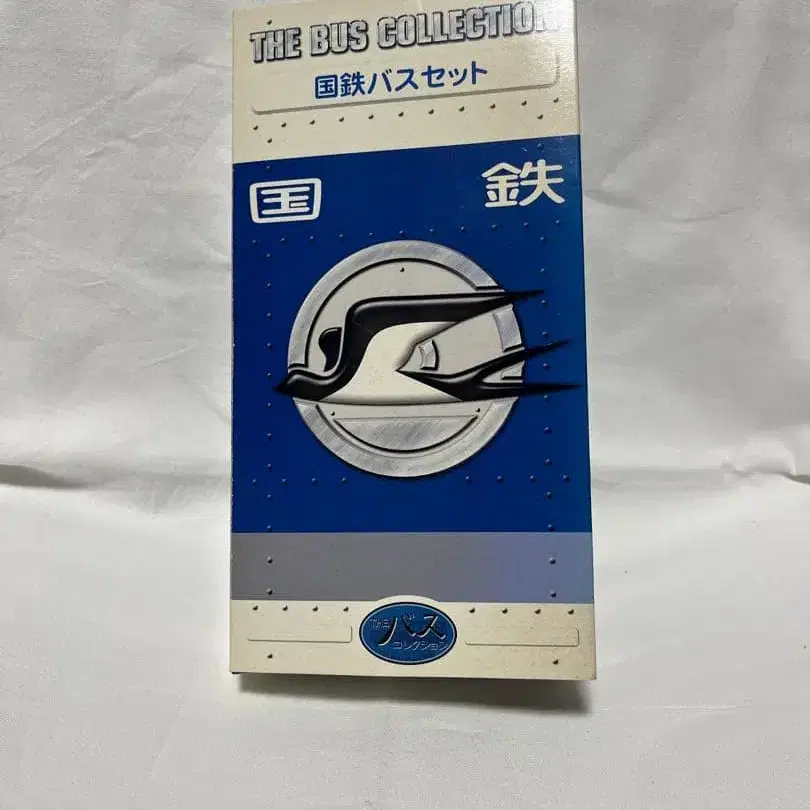 THE BUS COLLECTION
国鉄バスセット
国 鉄
THE バス
コレクション